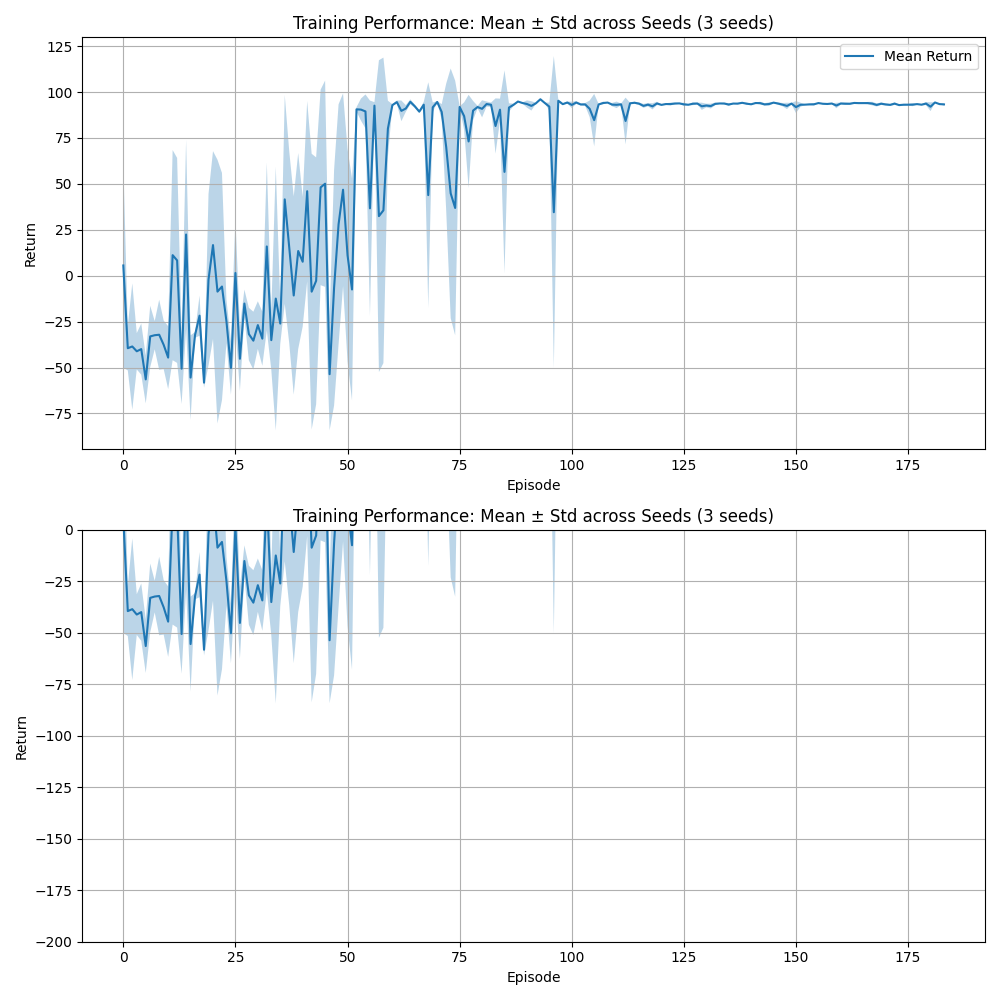 Training Performance: Mean ± Std across Seeds (3 seeds)
125
100
75
50
25
0
−25
−50
−75
Return
Mean Return
0 25 50 75 100 125 150 175
Episode
Training Performance: Mean ± Std across Seeds (3 seeds)
0
−25
−50
−75
−100
−125
−150
−175
−200
Return
0 25 50 75 100 125 150 175
Episode